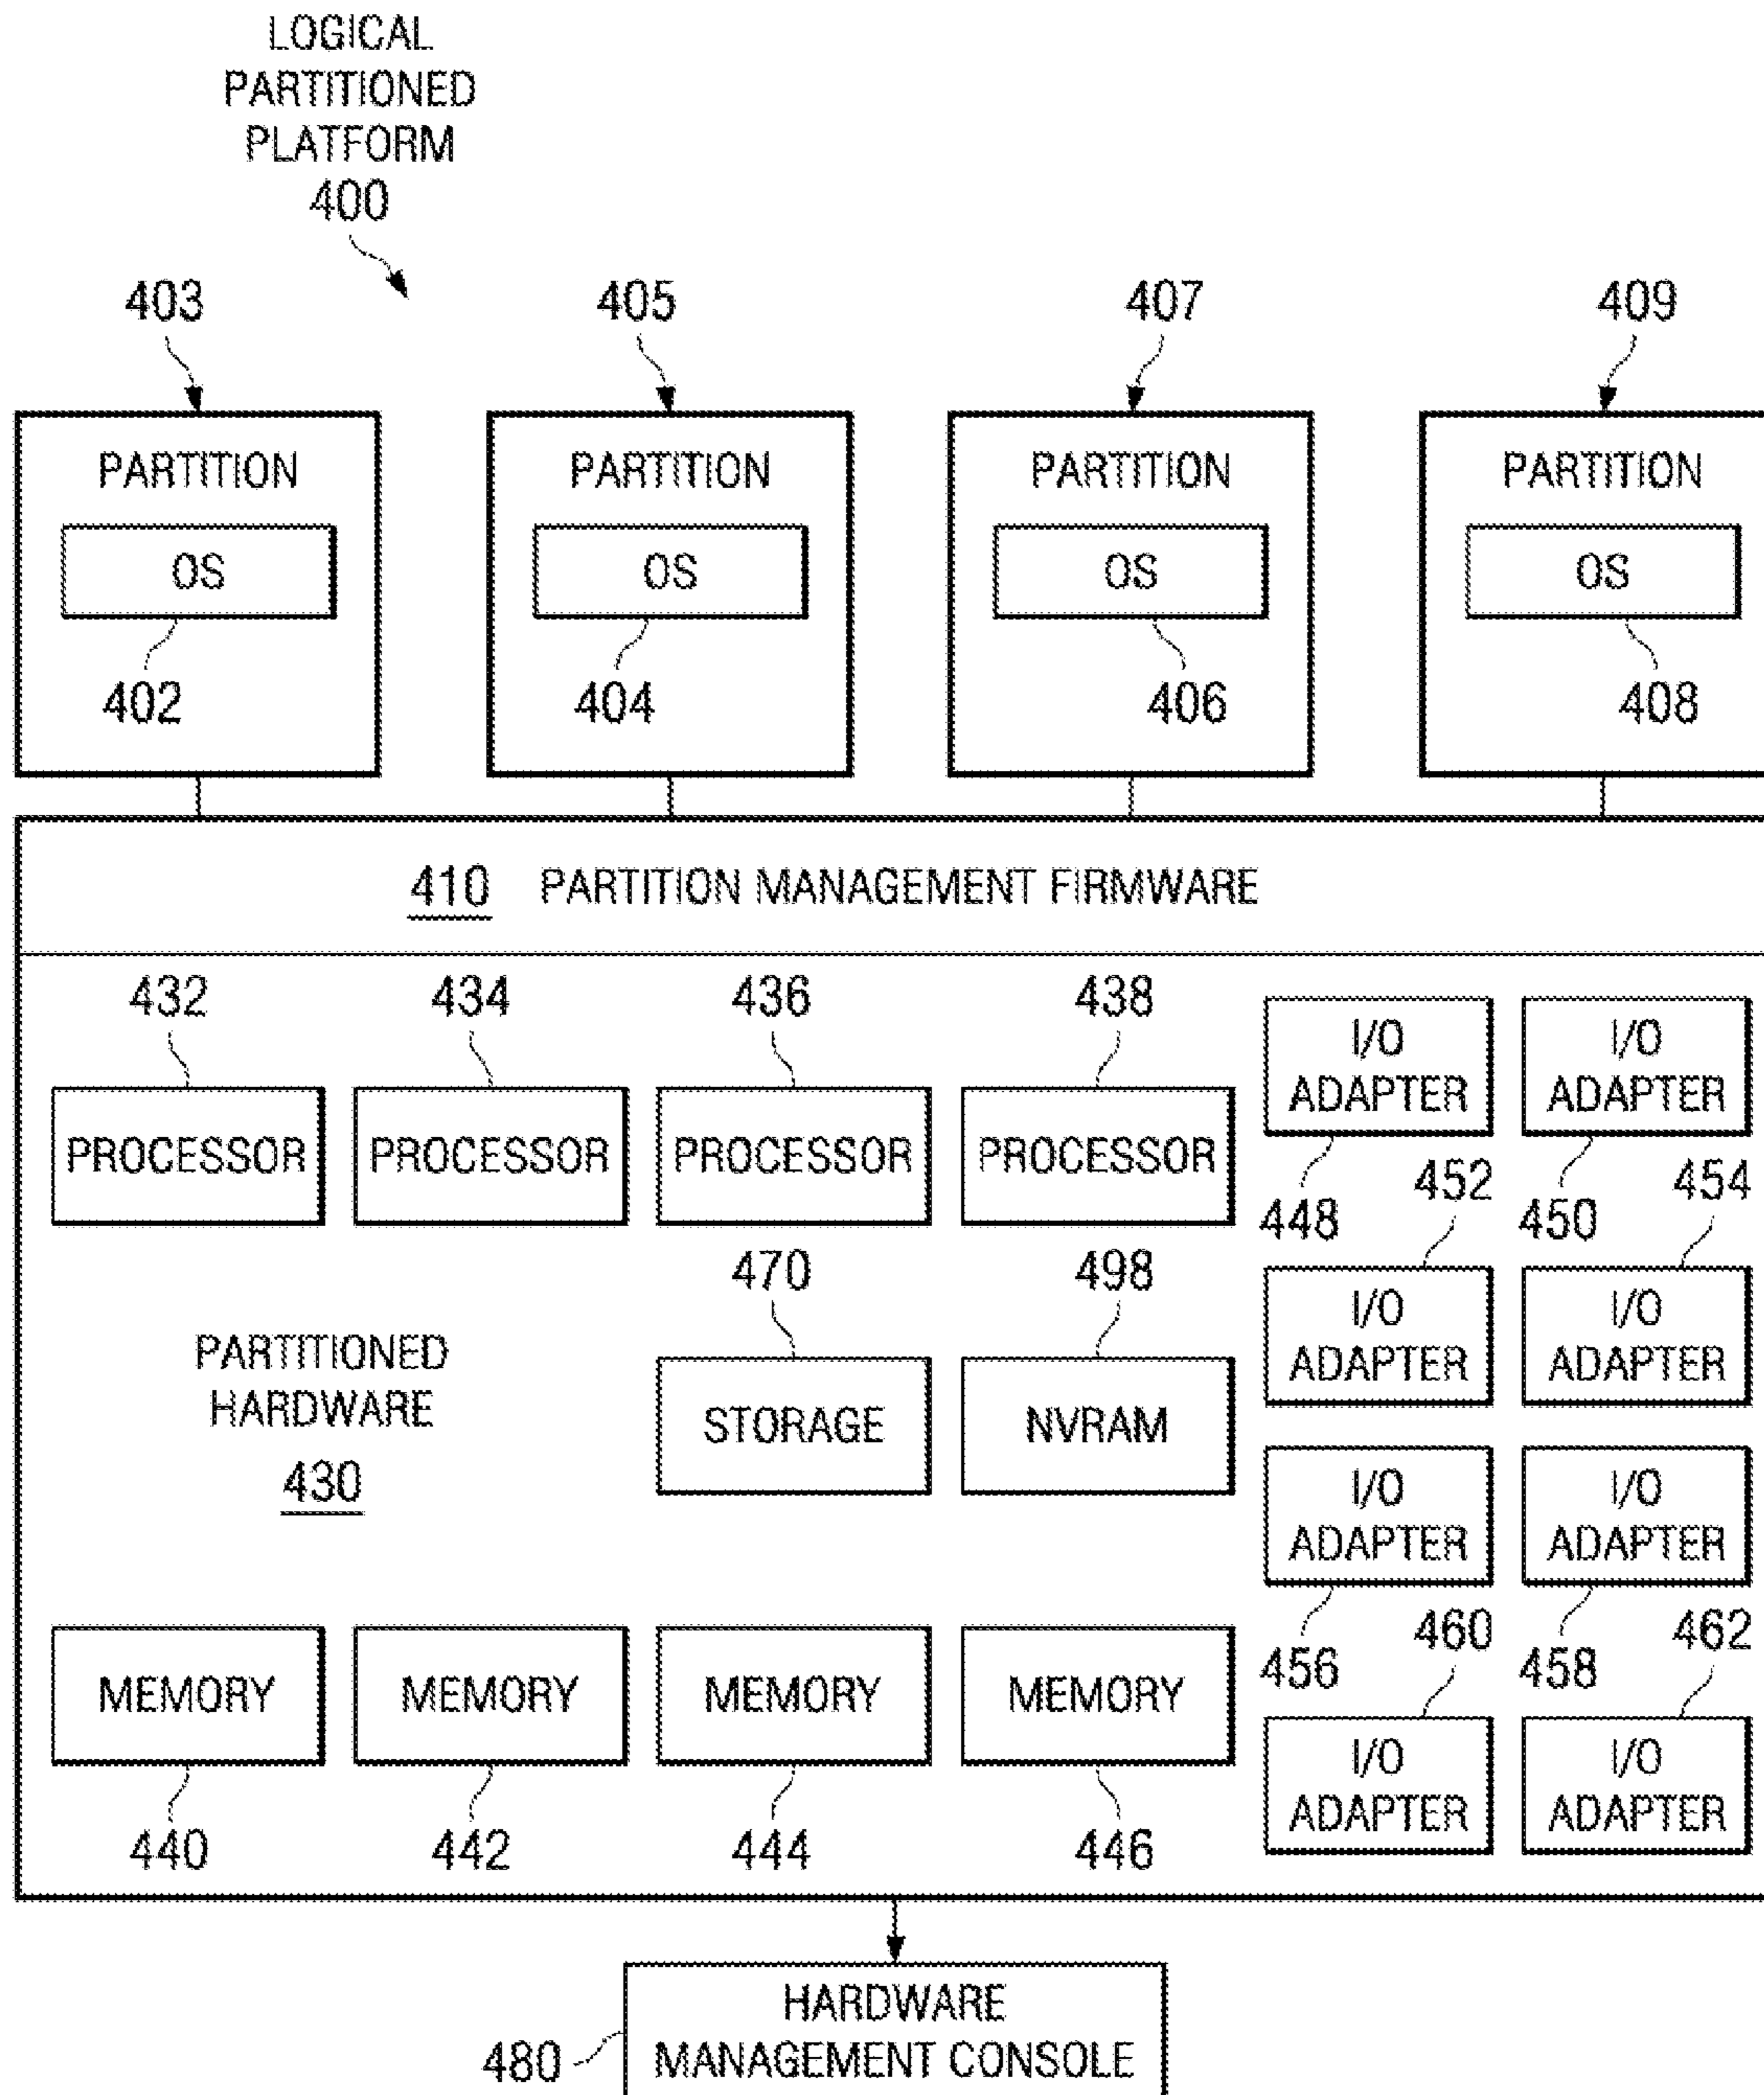 LOGICAL
PARTITIONED
PLATFORM
400
403 405 407 409
PARTITION PARTITION PARTITION PARTITION
OS OS OS OS
402 404 406 408
410 PARTITION MANAGEMENT FIRMWARE
432 434 436 438
PROCESSOR PROCESSOR PROCESSOR PROCESSOR
I/O ADAPTER I/O ADAPTER
448 452 450 454
470 498
PARTITIONED
HARDWARE
430
STORAGE NVRAM
I/O ADAPTER I/O ADAPTER
I/O ADAPTER I/O ADAPTER
456 460 458 462
MEMORY MEMORY MEMORY MEMORY
I/O ADAPTER I/O ADAPTER
440 442 444 446
HARDWARE
480 MANAGEMENT CONSOLE